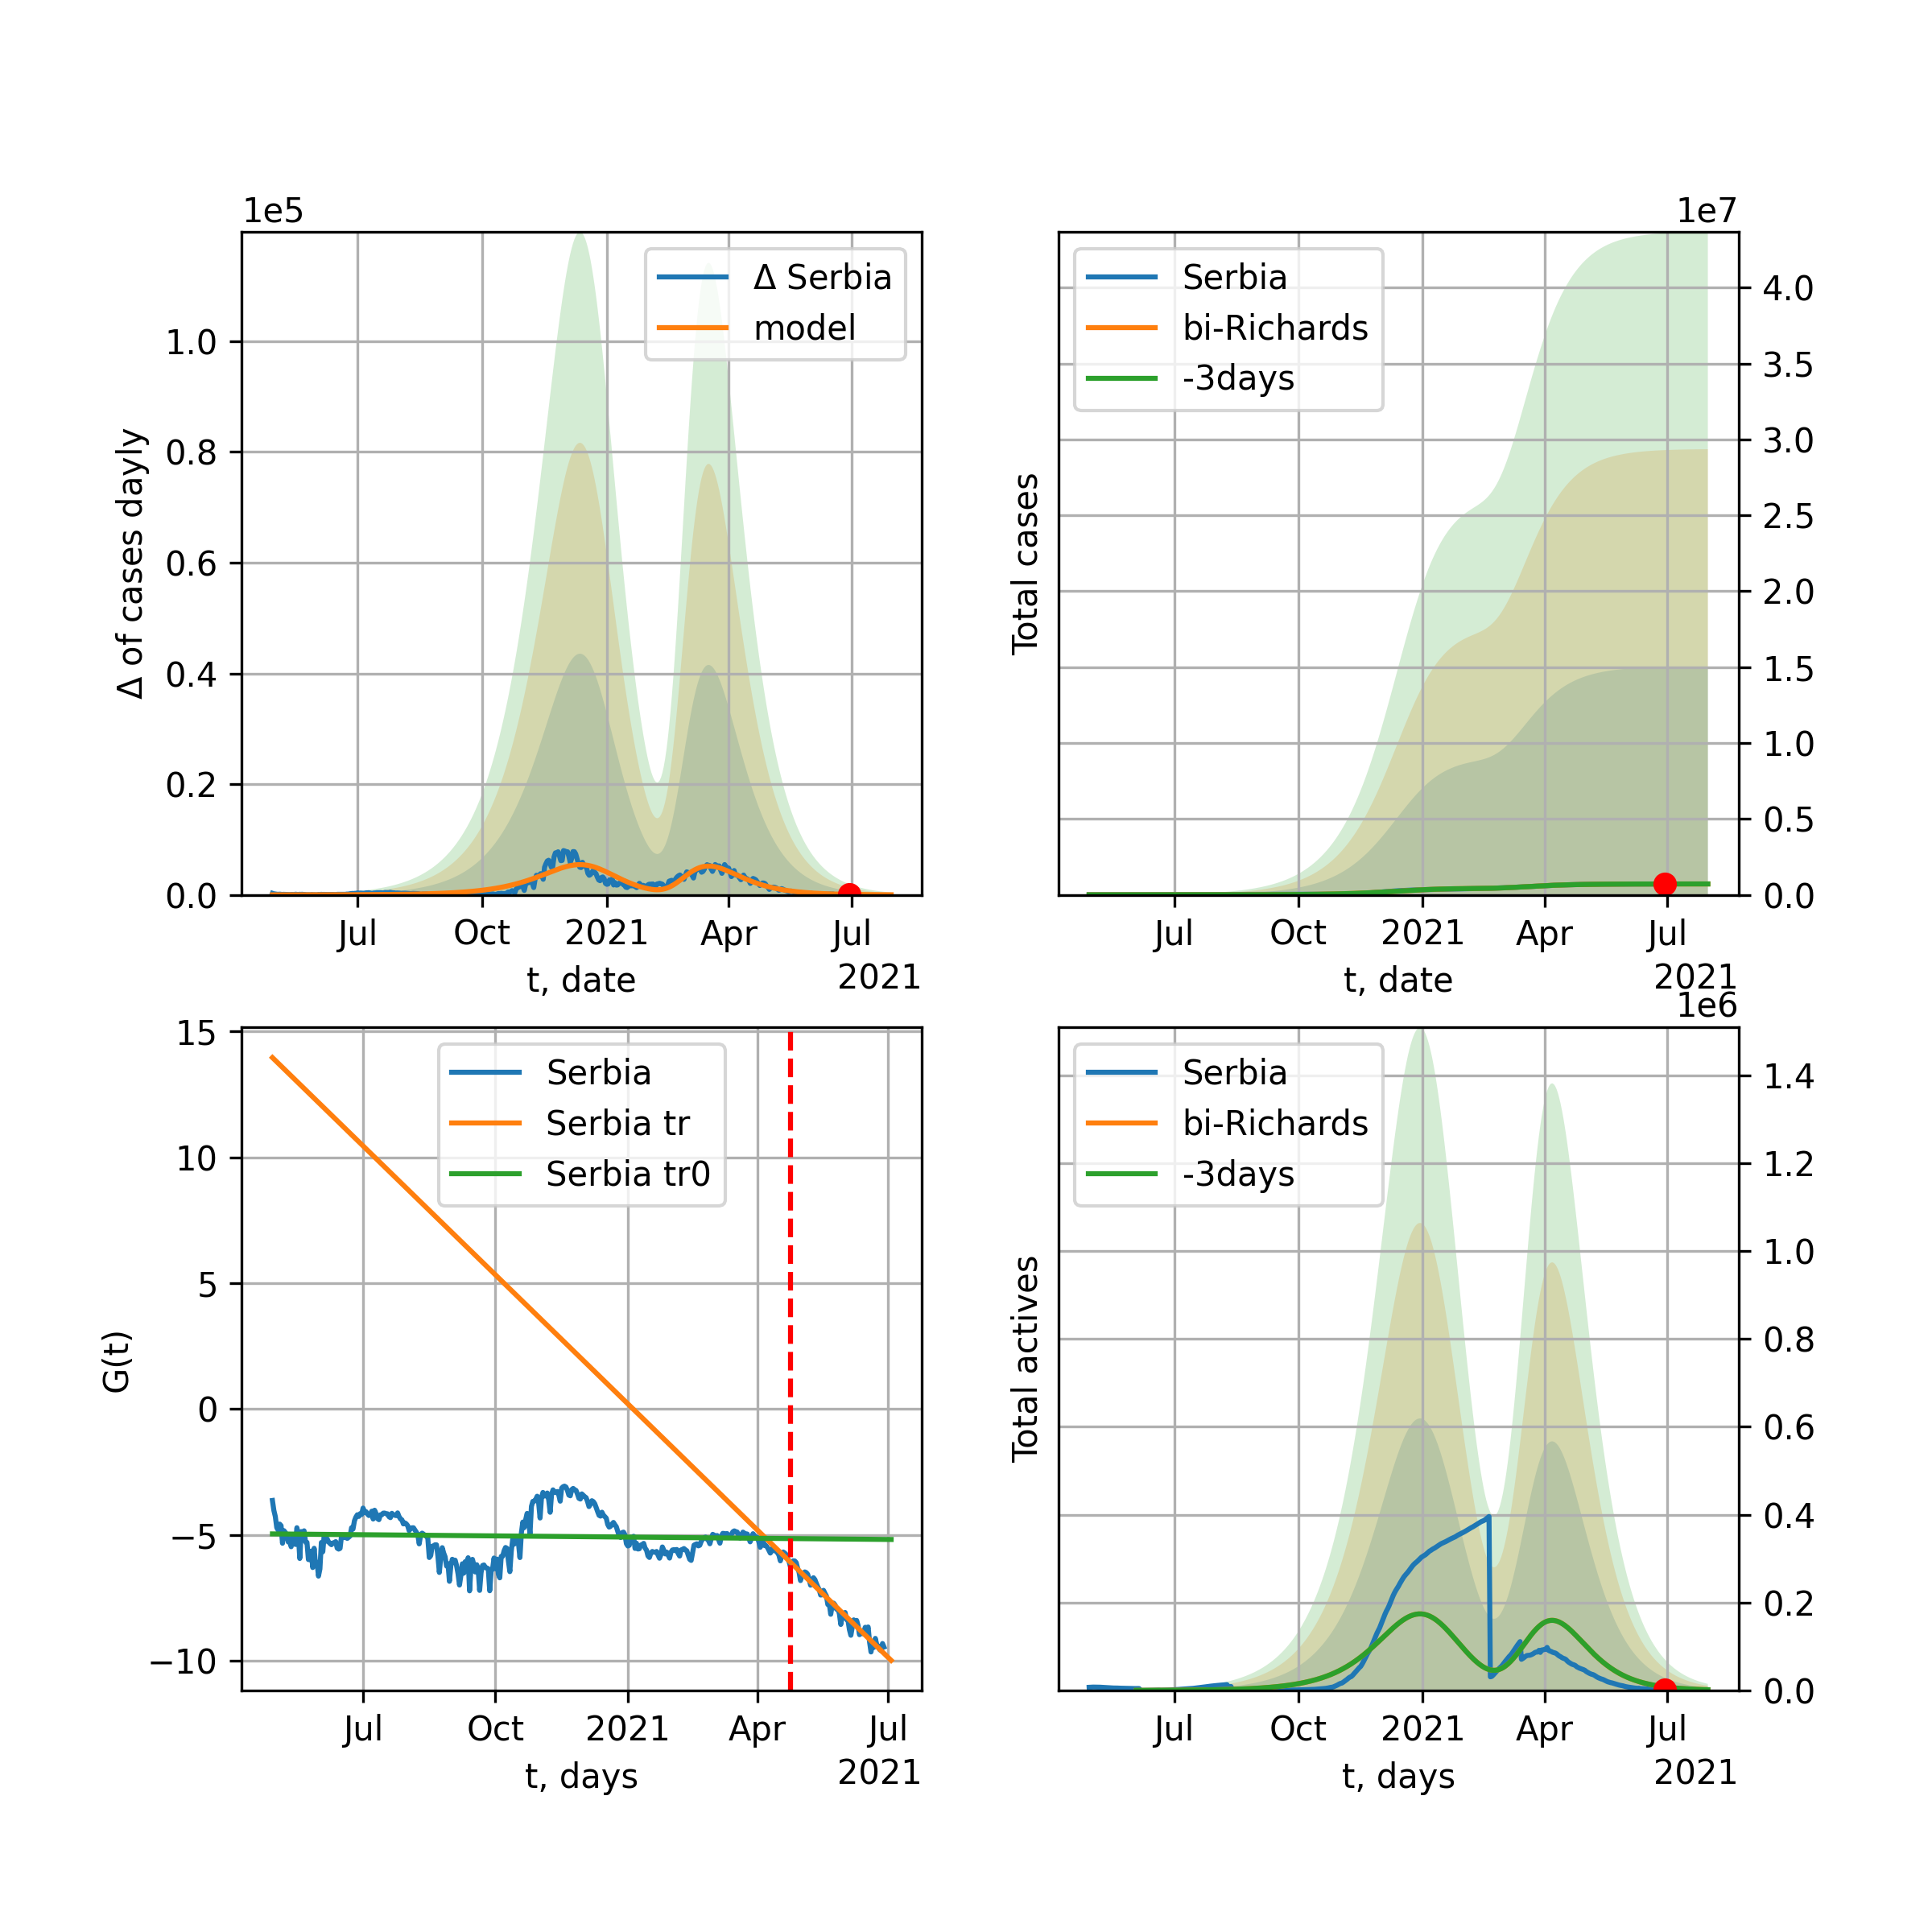 1e5
Δ of cases dayly
1.0
0.8
0.6
0.4
0.2
0.0
Δ Serbia
model
Jul
Oct
2021
Apr
Jul
t, date
2021
1e7
Total cases
Serbia
bi-Richards
-3days
4.0
3.5
3.0
2.5
2.0
1.5
1.0
0.5
0.0
Jul
Oct
2021
Apr
Jul
t, date
2021
G(t)
15
10
5
0
−5
−10
Serbia
Serbia tr
Serbia tr0
Jul
Oct
2021
Apr
Jul
t, days
2021
1e6
Total actives
Serbia
bi-Richards
-3days
1.4
1.2
1.0
0.8
0.6
0.4
0.2
0.0
Jul
Oct
2021
Apr
Jul
t, days
2021